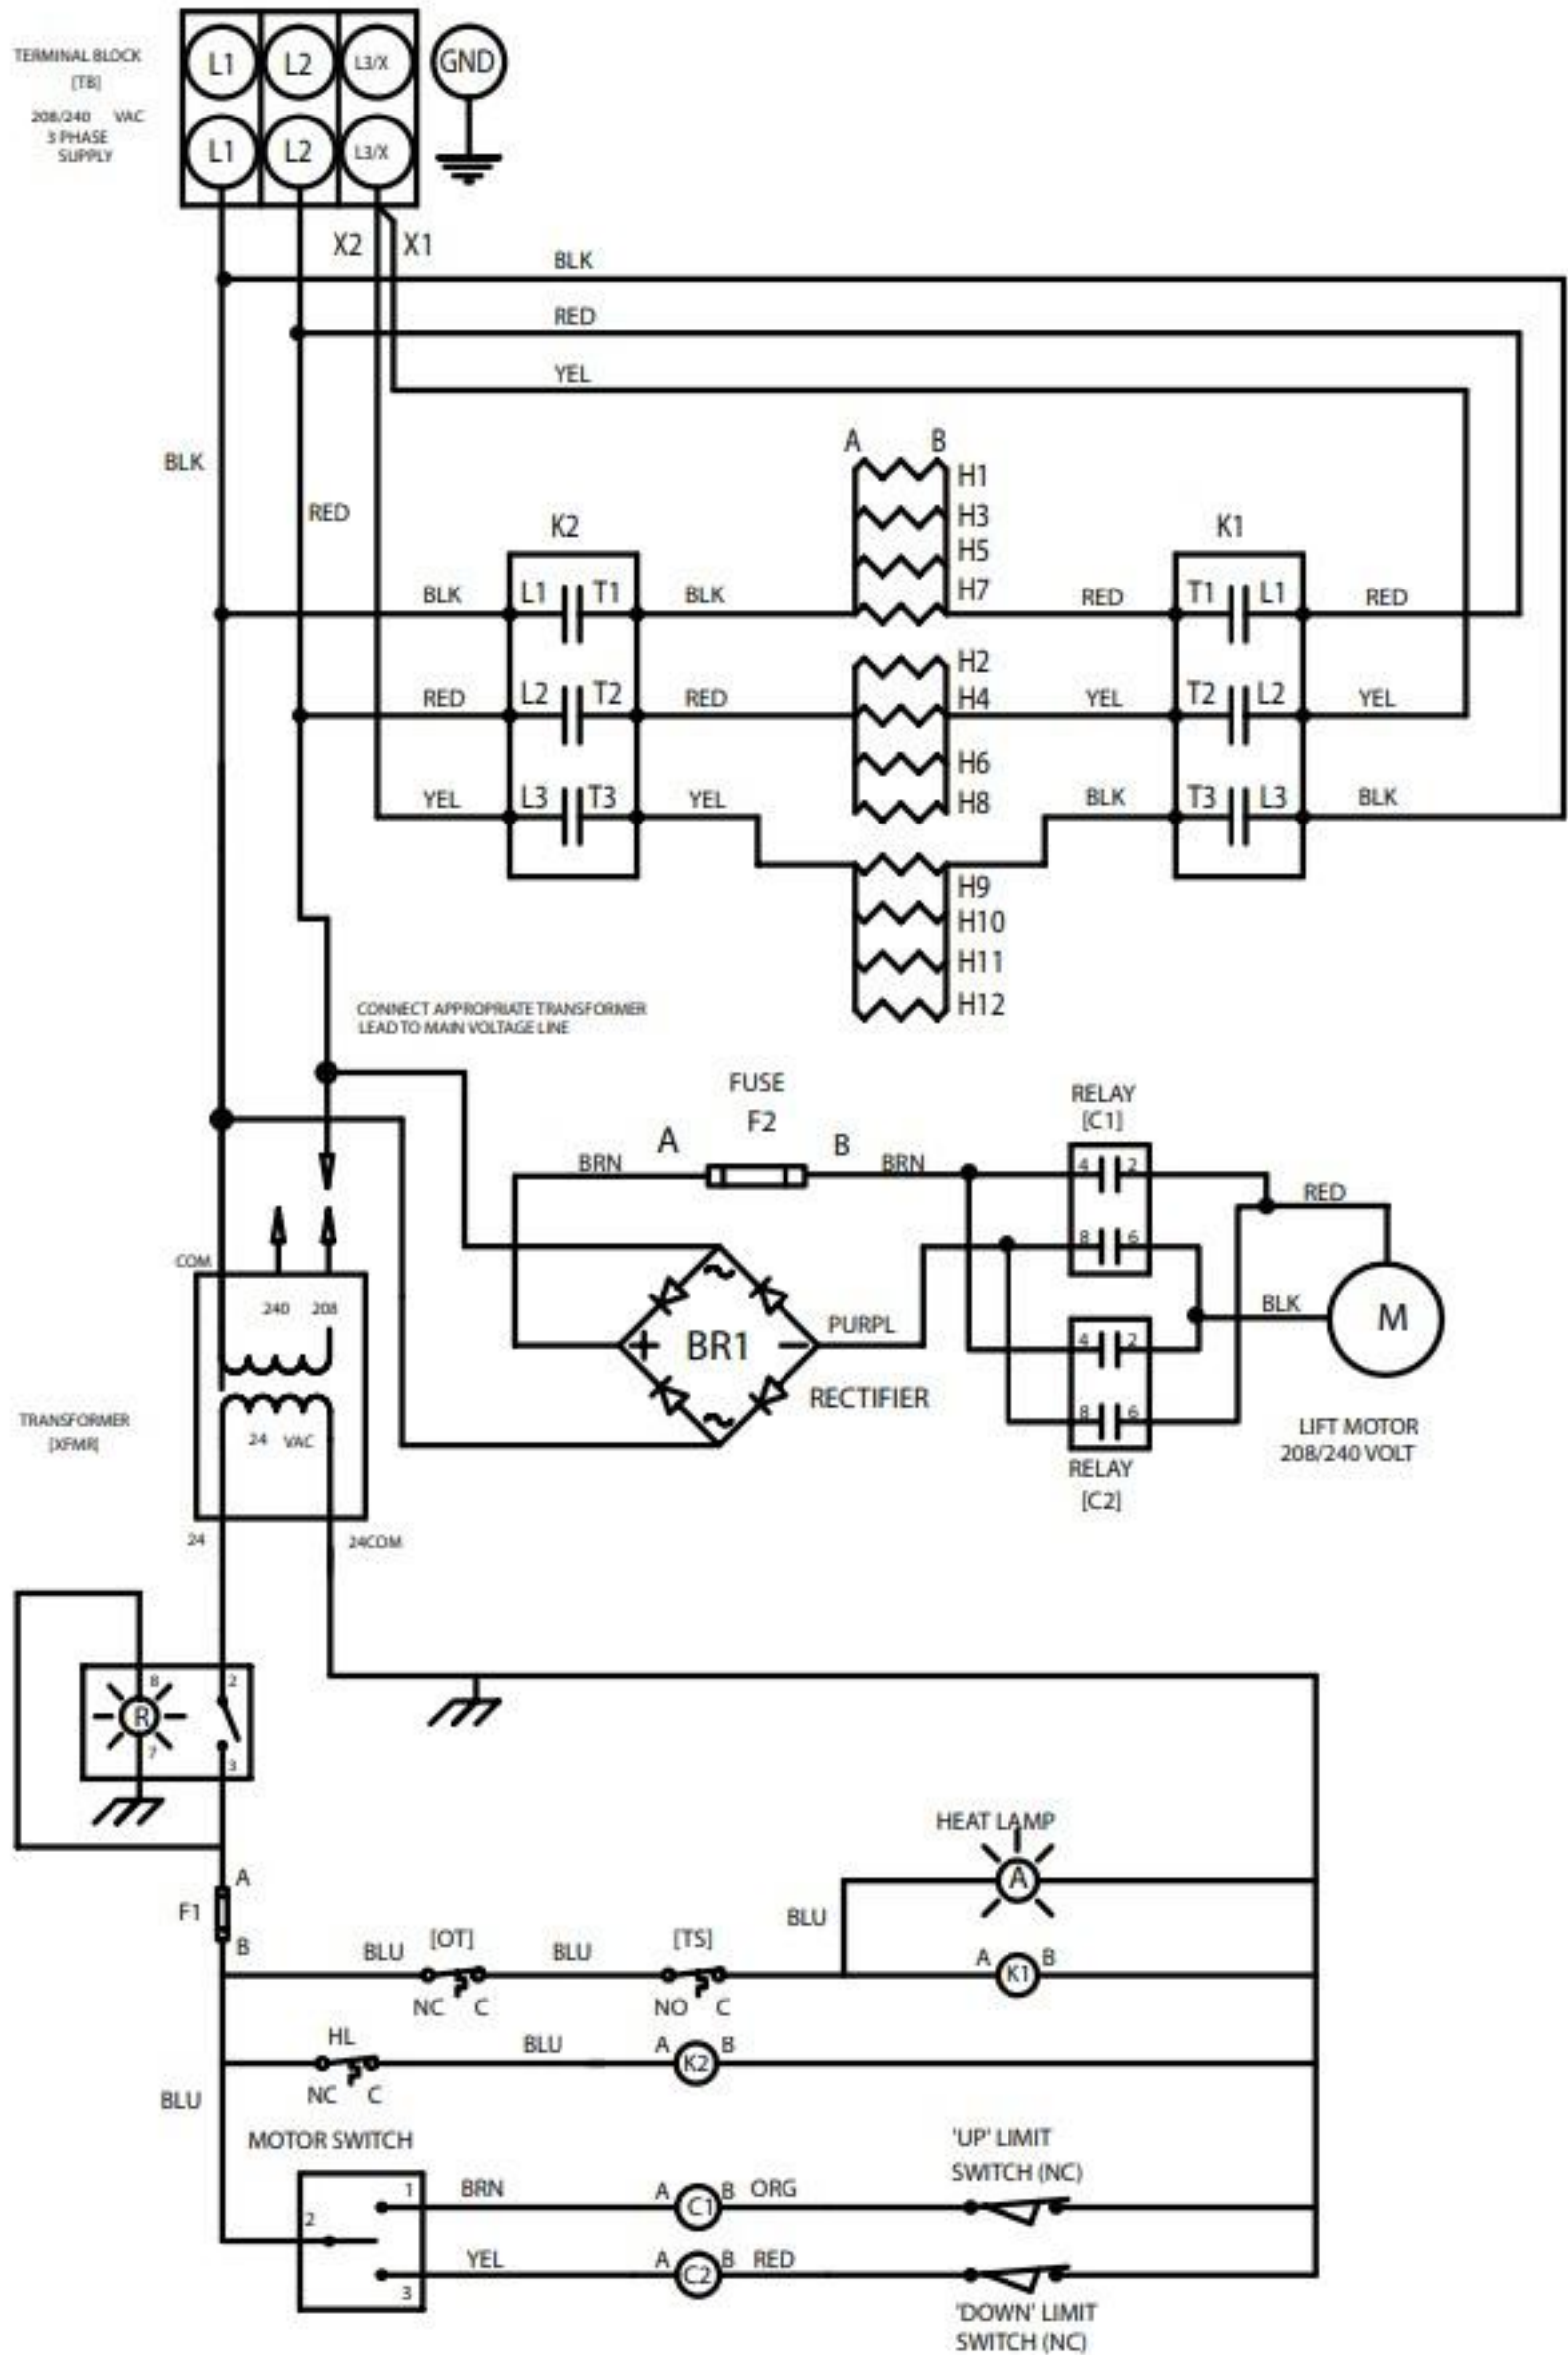 L1 L2 L3/X GND
TERMINAL BLOCK
[TB]
208/240 VAC
3 PHASE
SUPPLY
L1 L2 L3/X
X2 X1
BLK
RED
YEL
BLK
RED
A B
H1
H3
H5
H7
K2
K1
BLK L1 T1 BLK
RED T1 L1 RED
H2
H4
H6
H8
RED L2 T2 RED
YEL T2 L2 YEL
YEL L3 T3 YEL
BLK T3 L3 BLK
H9
H10
H11
H12
CONNECT APPROPRIATE TRANSFORMER
LEAD TO MAIN VOLTAGE LINE
FUSE
F2
A B
BRN BRN
RELAY
[C1]
4 2
8 6
RED
COM
240 208
BR1
PURPL
RECTIFIER
4 2
8 6
RELAY
[C2]
BLK
M
LIFT MOTOR
208/240 VOLT
TRANSFORMER
[XFMR]
24 VAC
24 24COM
8 2
R
7 3
A
F1
B
HEAT LAMP
A
BLU
BLU [OT] BLU [TS]
NC C NO C
A K1 B
HL
NC C
BLU
A K2 B
BLU
MOTOR SWITCH
1
2
3
BRN A C1 B ORG
'UP' LIMIT
SWITCH (NC)
YEL A C2 B RED
'DOWN' LIMIT
SWITCH (NC)